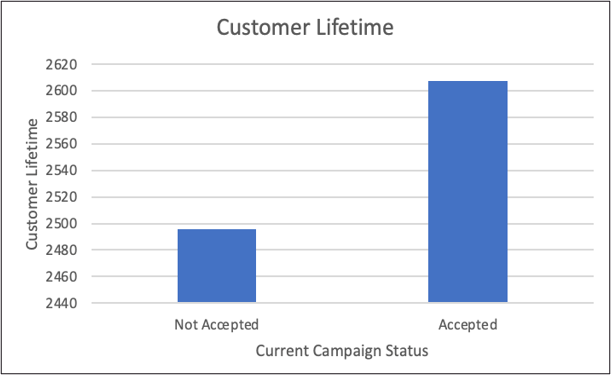 Customer Lifetime
Customer Lifetime
2620
2600
2580
2560
2540
2520
2500
2480
2460
2440
Not Accepted
Accepted
Current Campaign Status